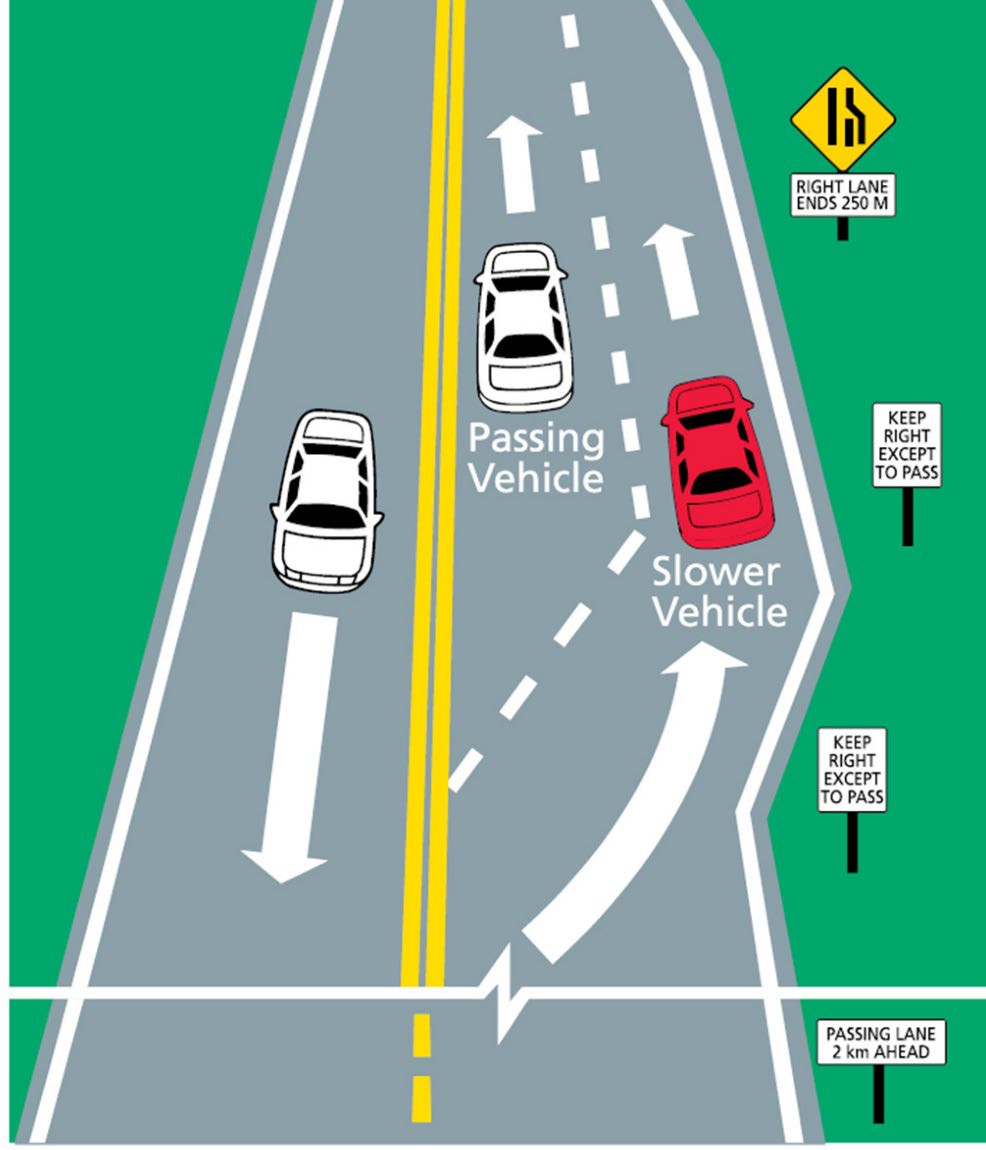 RIGHT LANE
ENDS 250 M
KEEP
RIGHT
EXCEPT
TO PASS
Passing
Vehicle
Slower
Vehicle
KEEP
RIGHT
EXCEPT
TO PASS
PASSING LANE
2 km AHEAD